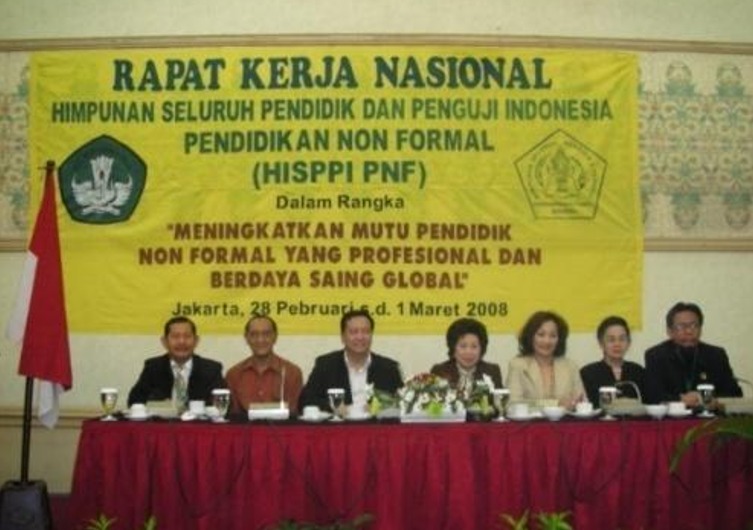 RAPAT KERJA NASIONAL
HIMPUNAN SELURUH PENDIDIK DAN PENGUJI INDONESIA
PENDIDIKAN NON FORMAL
(HISPPI PNF)
Dalam Rangka
"MENINGKATKAN MUTU PENDIDIK
NON FORMAL YANG PROFESIONAL DAN
BERDAYA SAING GLOBAL"
Jakarta, 28 Pebruari s.d. 1 Maret 2008